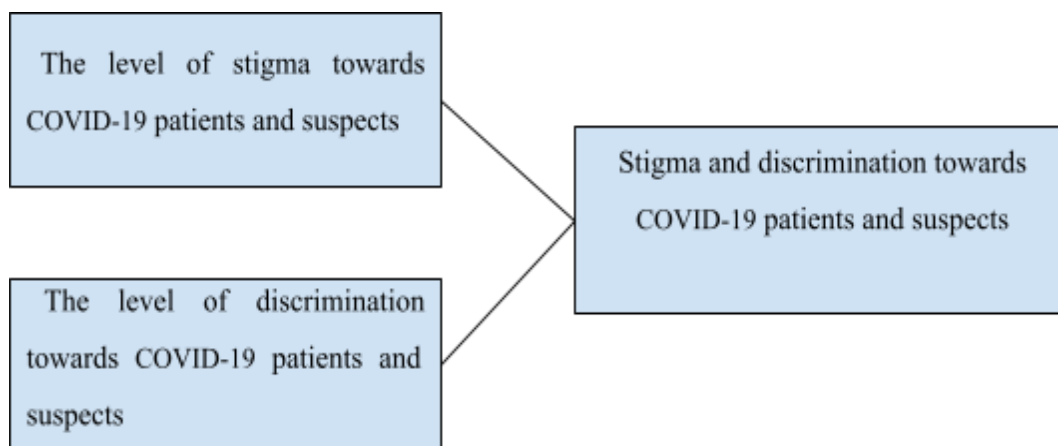 The level of stigma towards
COVID-19 patients and suspects
Stigma and discrimination towards
COVID-19 patients and suspects
The level of discrimination
towards COVID-19 patients and
suspects